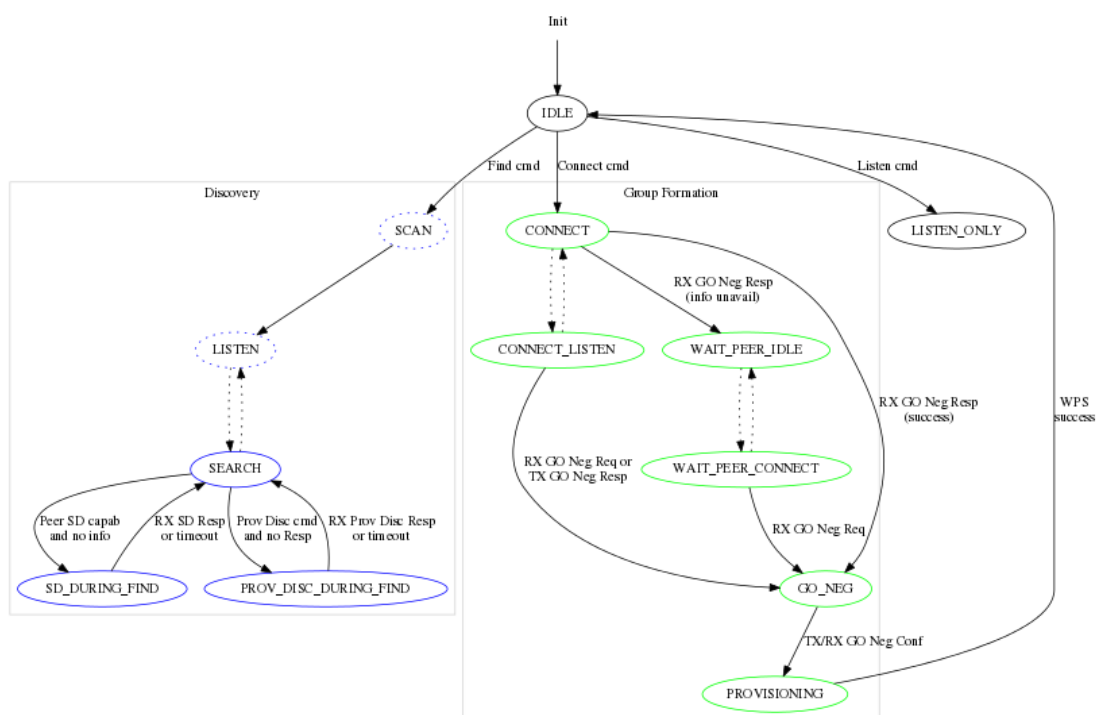 Init
IDLE
Find cmd
Connect cmd
Listen cmd
Discovery
Group Formation
SCAN
CONNECT
LISTEN_ONLY
RX GO Neg Resp
(info unavail)
LISTEN
CONNECT_LISTEN
WAIT_PEER_IDLE
RX GO Neg Resp
(success)
WPS
success
SEARCH
RX GO Neg Req or
TX GO Neg Resp
WAIT_PEER_CONNECT
Peer SD capab
and no info
RX SD Resp
or timeout
Prov Disc cmd
and no Resp
RX Prov Disc Resp
or timeout
RX GO Neg Req
SD_DURING_FIND
PROV_DISC_DURING_FIND
GO_NEG
TX/RX GO Neg Conf
PROVISIONING